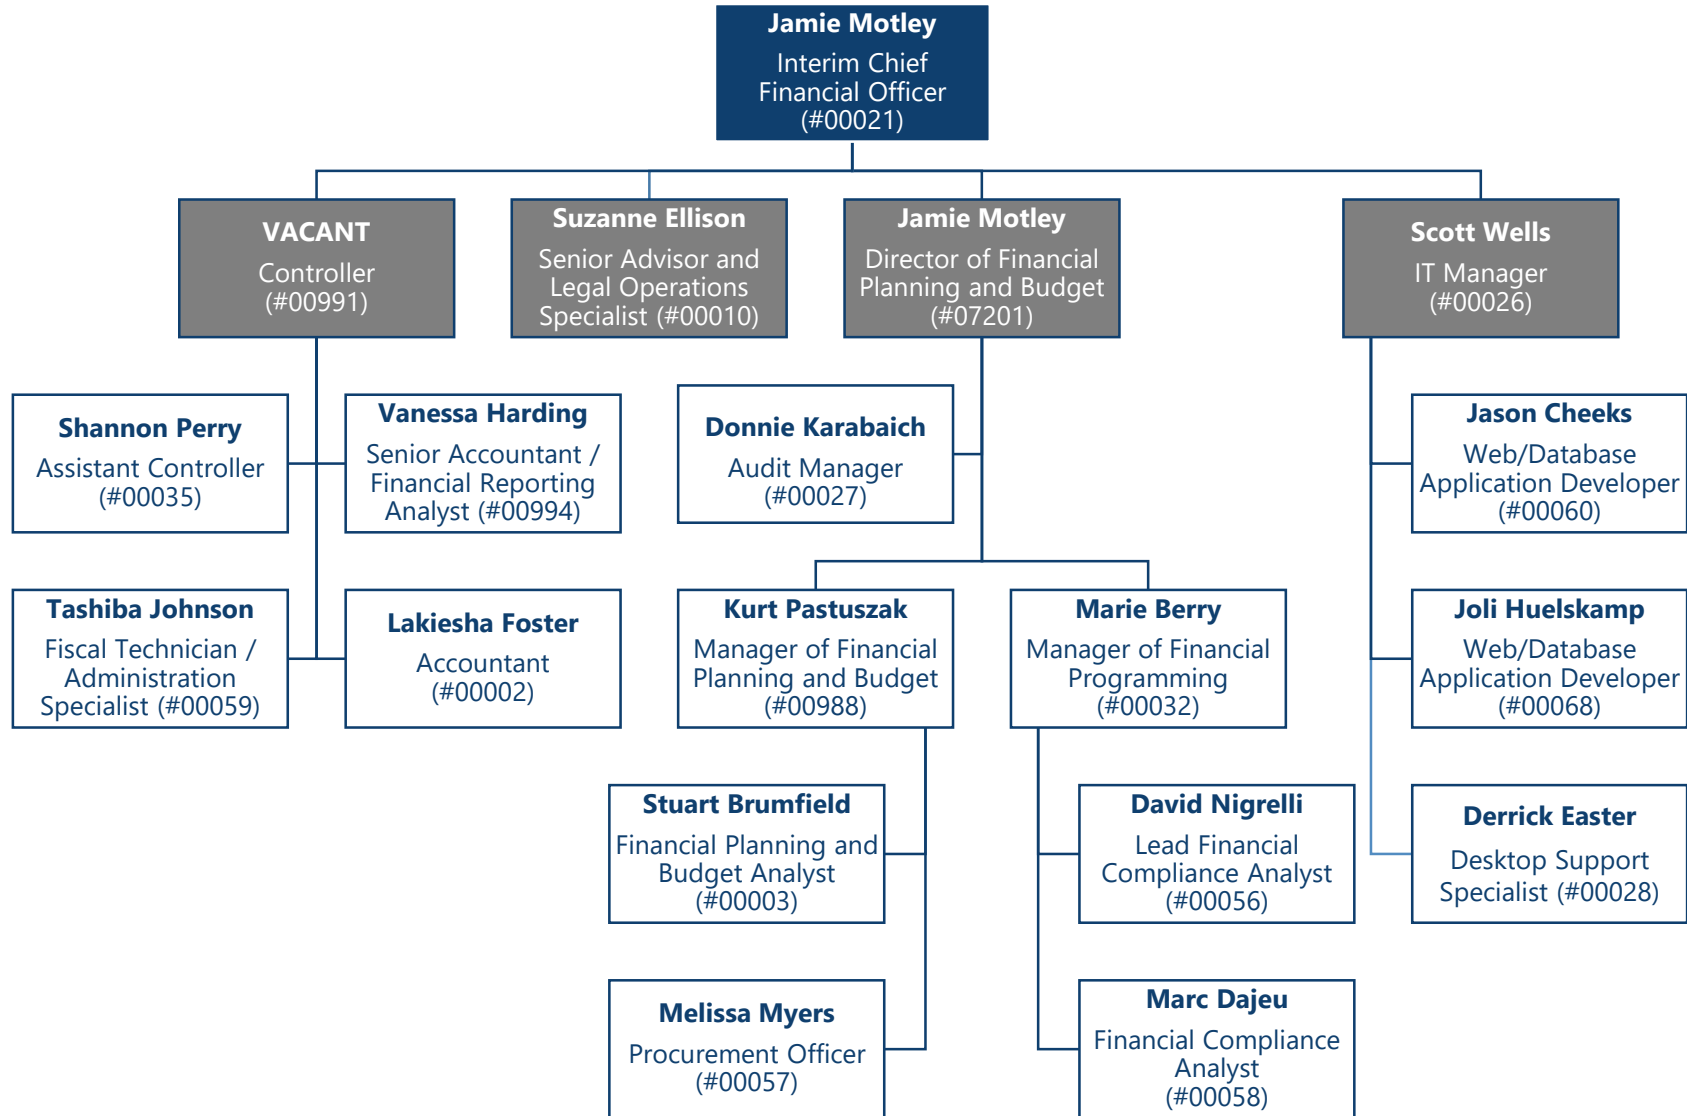 Jamie Motley
Interim Chief
Financial Officer
(#00021)
VACANT
Controller
(#00991)
Suzanne Ellison
Senior Advisor and
Legal Operations
Specialist (#00010)
Jamie Motley
Director of Financial
Planning and Budget
(#07201)
Scott Wells
IT Manager
(#00026)
Shannon Perry
Assistant Controller
(#00035)
Vanessa Harding
Senior Accountant /
Financial Reporting
Analyst (#00994)
Donnie Karabaich
Audit Manager
(#00027)
Jason Cheeks
Web/Database
Application Developer
(#00060)
Tashiba Johnson
Fiscal Technician /
Administration
Specialist (#00059)
Lakiesha Foster
Accountant
(#00002)
Kurt Pastuszak
Manager of Financial
Planning and Budget
(#00988)
Marie Berry
Manager of Financial
Programming
(#00032)
Joli Huelskamp
Web/Database
Application Developer
(#00068)
Stuart Brumfield
Financial Planning and
Budget Analyst
(#00003)
David Nigrelli
Lead Financial
Compliance Analyst
(#00056)
Derrick Easter
Desktop Support
Specialist (#00028)
Melissa Myers
Procurement Officer
(#00057)
Marc Dajeu
Financial Compliance
Analyst
(#00058)